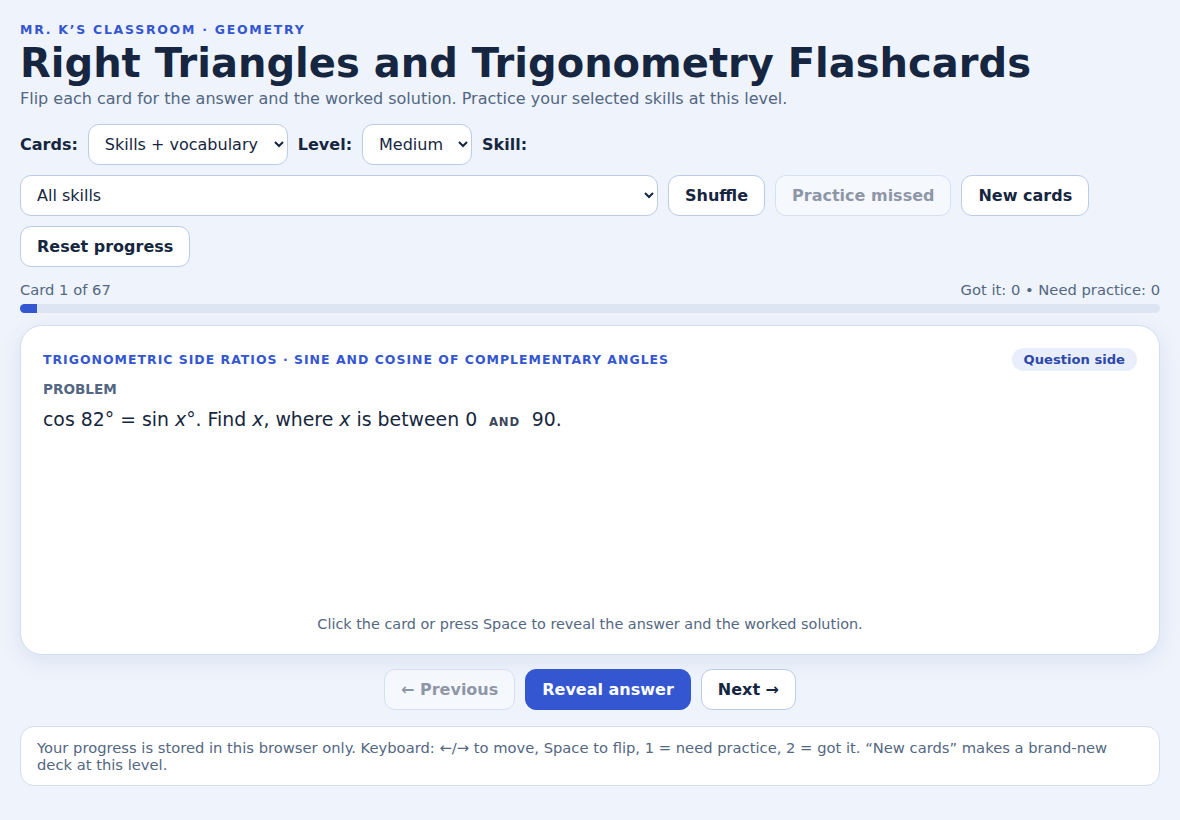 MR. K’S CLASSROOM · GEOMETRY
Right Triangles and Trigonometry Flashcards
Flip each card for the answer and the worked solution. Practice your selected skills at this level.
Cards: Skills + vocabulary Level: Medium Skill:
All skills Shuffle Practice missed New cards
Reset progress
Card 1 of 67 Got it: 0 • Need practice: 0
TRIGONOMETRIC SIDE RATIOS · SINE AND COSINE OF COMPLEMENTARY ANGLES Question side
PROBLEM
cos 82° = sin x°. Find x, where x is between 0 AND 90.
Click the card or press Space to reveal the answer and the worked solution.
← Previous Reveal answer Next →
Your progress is stored in this browser only. Keyboard: ←/→ to move, Space to flip, 1 = need practice, 2 = got it. “New cards” makes a brand-new
deck at this level.